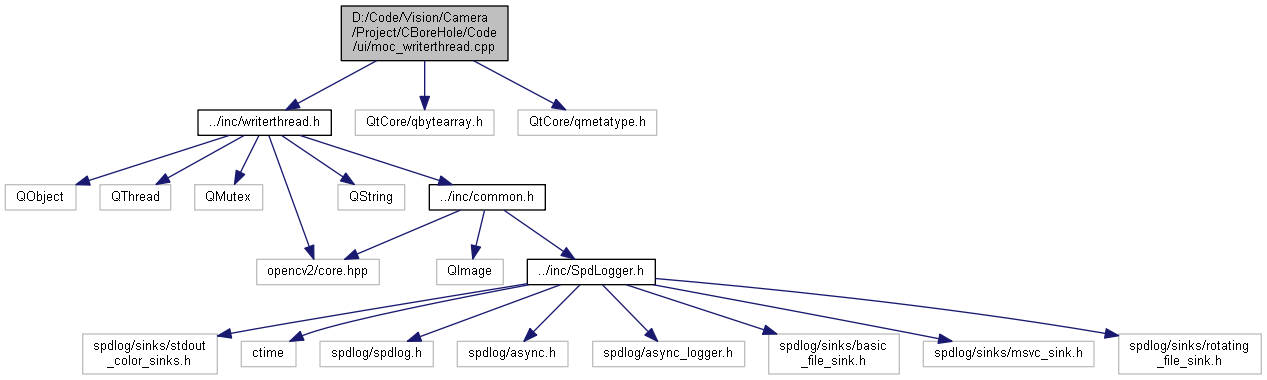 D:/Code/Vision/Camera
/Project/CBoreHole/Code
/ui/moc_writerthread.cpp
../inc/writerthread.h
QtCore/qbytearray.h
QtCore/qmetatype.h
QObject
QThread
QMutex
QString
../inc/common.h
opencv2/core.hpp
QImage
../inc/SpdLogger.h
spdlog/sinks/stdout
_color_sinks.h
ctime
spdlog/spdlog.h
spdlog/async.h
spdlog/async_logger.h
spdlog/sinks/basic
_file_sink.h
spdlog/sinks/msvc_sink.h
spdlog/sinks/rotating
_file_sink.h